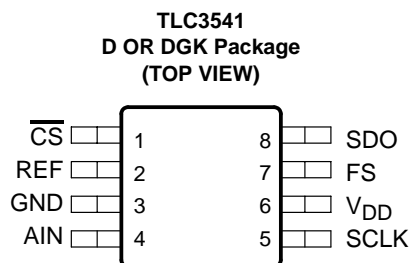 TLC3541
D OR DGK Package
(TOP VIEW)
CS 1 8 SDO
REF 2 7 FS
GND 3 6 VDD
AIN 4 5 SCLK